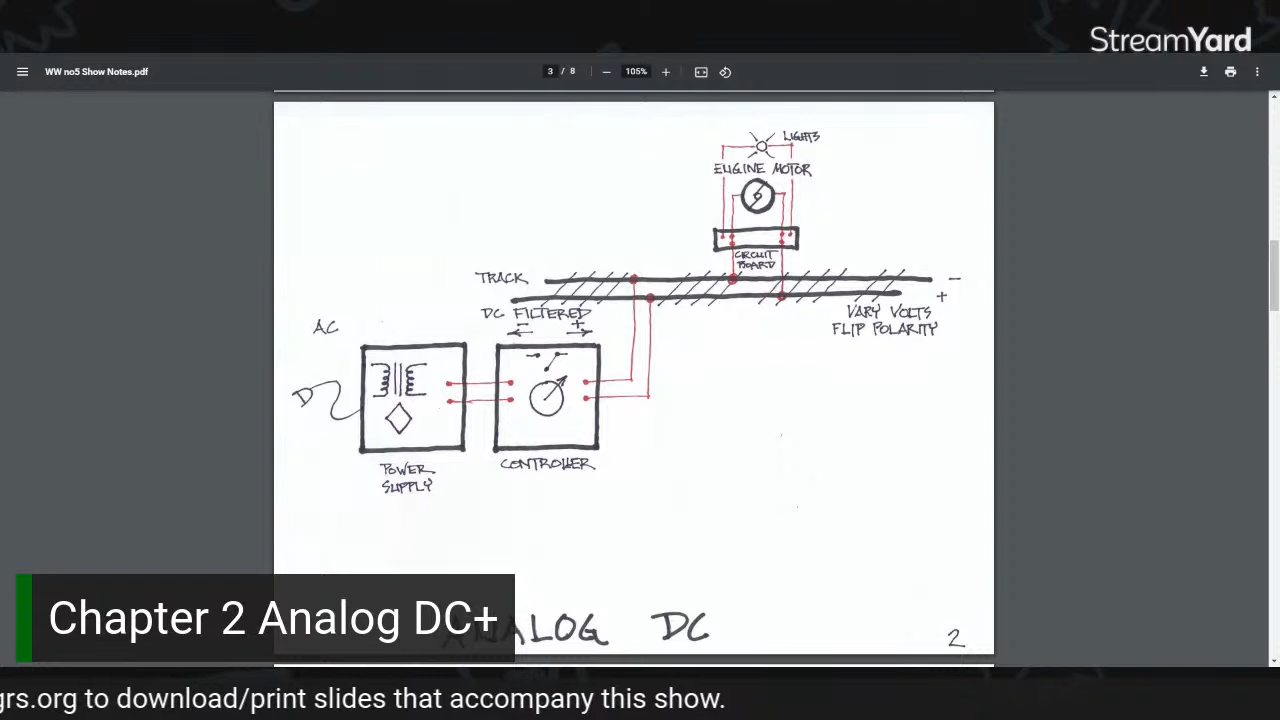 StreamYard
WW no5 Show Notes.pdf
3 / 8
105%
LIGHTS
ENGINE MOTOR
CIRCUIT
BOARD
TRACK
−
+
DC FILTERED
− +
VARY VOLTS
FLIP POLARITY
AC
POWER
SUPPLY
CONTROLLER
Chapter 2 Analog DC+
ANALOG DC
2
grs.org to download/print slides that accompany this show.